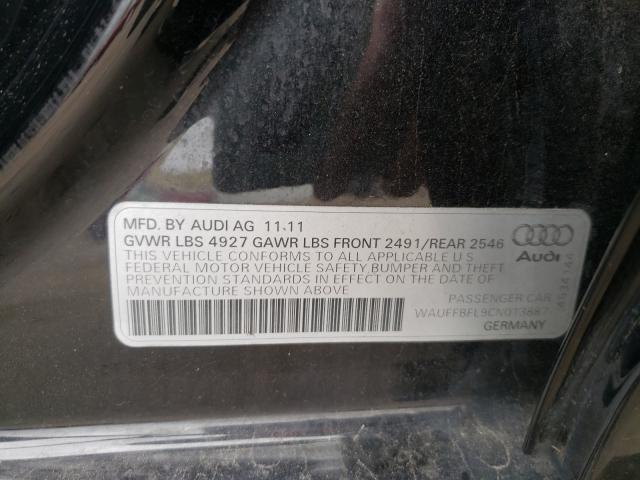 MFD. BY AUDI AG 11.11
GVWR LBS 4927 GAWR LBS FRONT 2491/REAR 2546
THIS VEHICLE CONFORMS TO ALL APPLICABLE U S
FEDERAL MOTOR VEHICLE SAFETY BUMPER AND THEFT
PREVENTION STANDARDS IN EFFECT ON THE DATE OF
MANUFACTURE SHOWN ABOVE
Audi
PASSENGER CAR
WAUFFBFL9CN013887
GERMANY